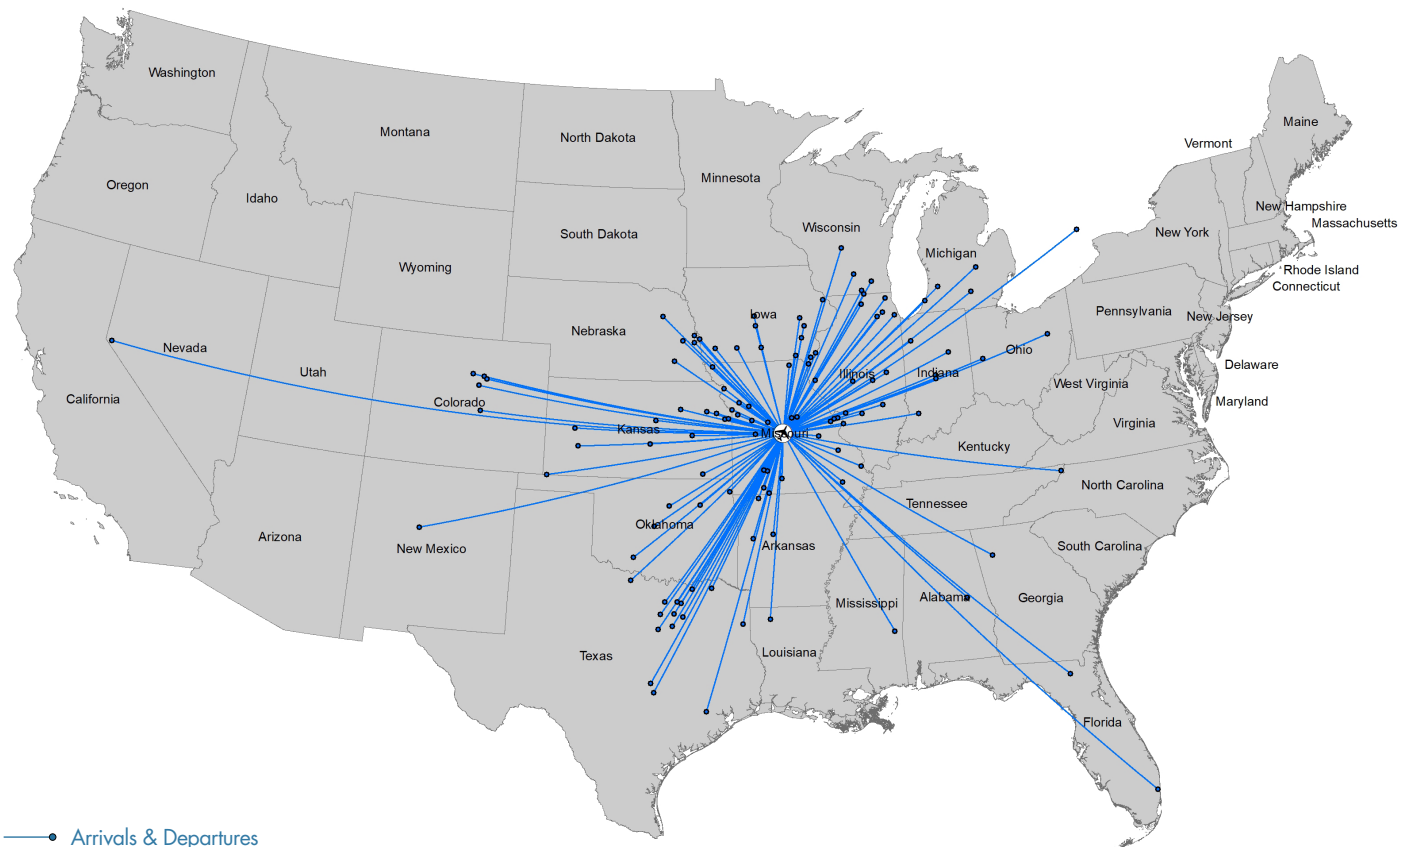 Washington
Montana
North Dakota
Minnesota
Maine
Vermont
Oregon
Idaho
New Hampshire
Massachusetts
Wisconsin
New York
South Dakota
Michigan
Wyoming
Rhode Island
Connecticut
Iowa
Pennsylvania
New Jersey
Nebraska
Nevada
Ohio
Delaware
Utah
Illinois
Indiana
West Virginia
California
Colorado
Maryland
Kansas
Missouri
Virginia
Kentucky
North Carolina
Tennessee
Oklahoma
Arizona
New Mexico
Arkansas
South Carolina
Mississippi
Alabama
Georgia
Texas
Louisiana
Florida
Arrivals & Departures